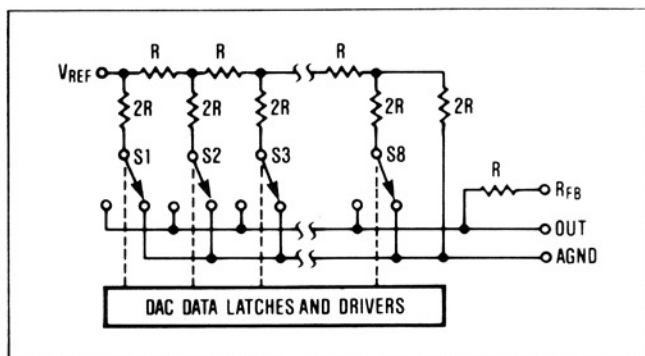 R R R
VREF
2R 2R 2R 2R 2R
S1 S2 S3 S8
R RFB
OUT
AGND
DAC DATA LATCHES AND DRIVERS